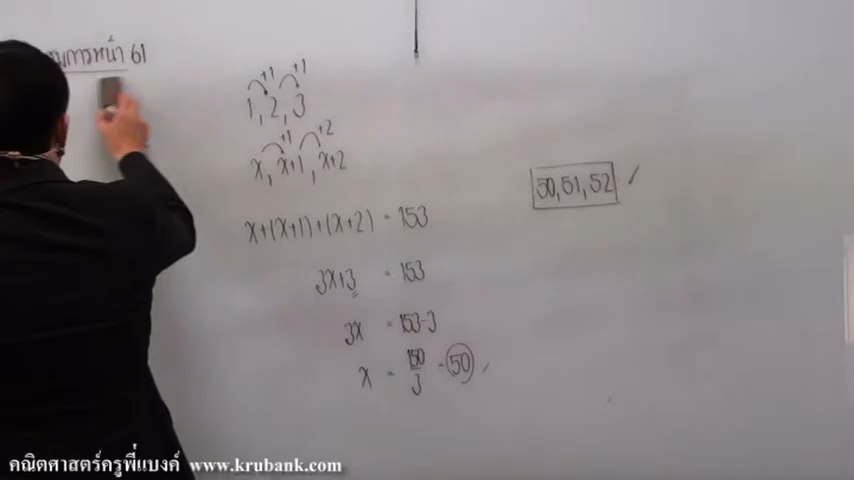 มการหน้า 61
+1 +1
1, 2, 3
+1 +2
x, x+1, x+2
x+(x+1)+(x+2) = 153
3x+3 = 153
3x = 153-3
x = 150/3 = 50 ✓
50, 51, 52 ✓
คณิตศาสตร์ครูพี่แบงค์ www.krubank.com